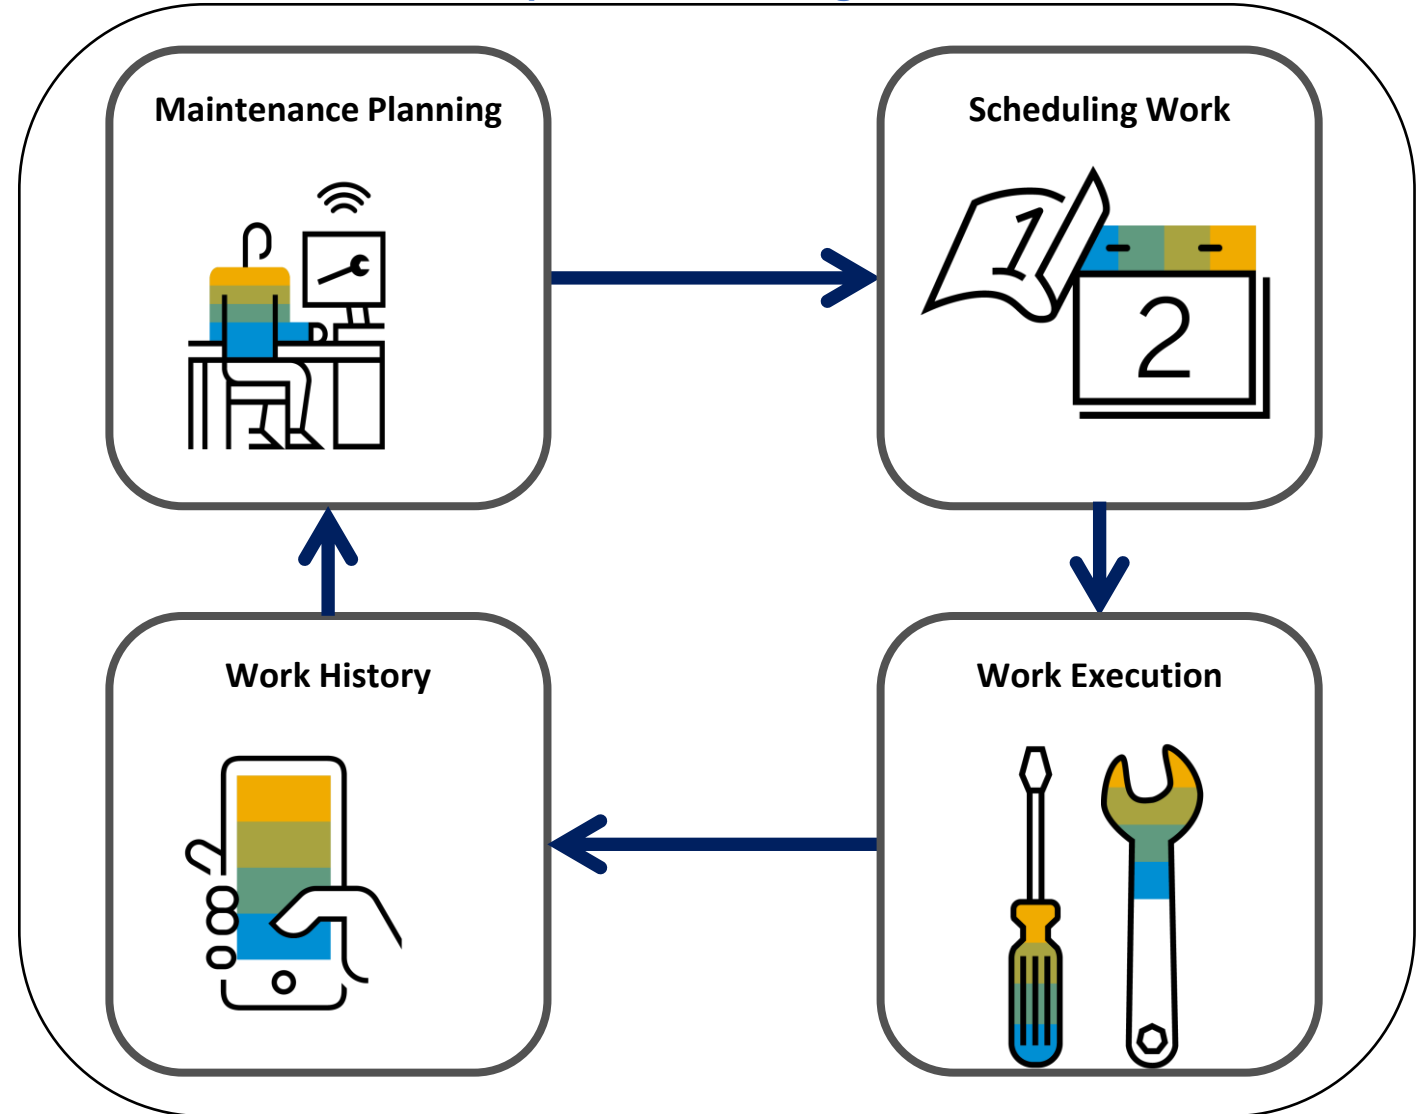 Maintenance Planning
Scheduling Work
1
2
Work History
Work Execution